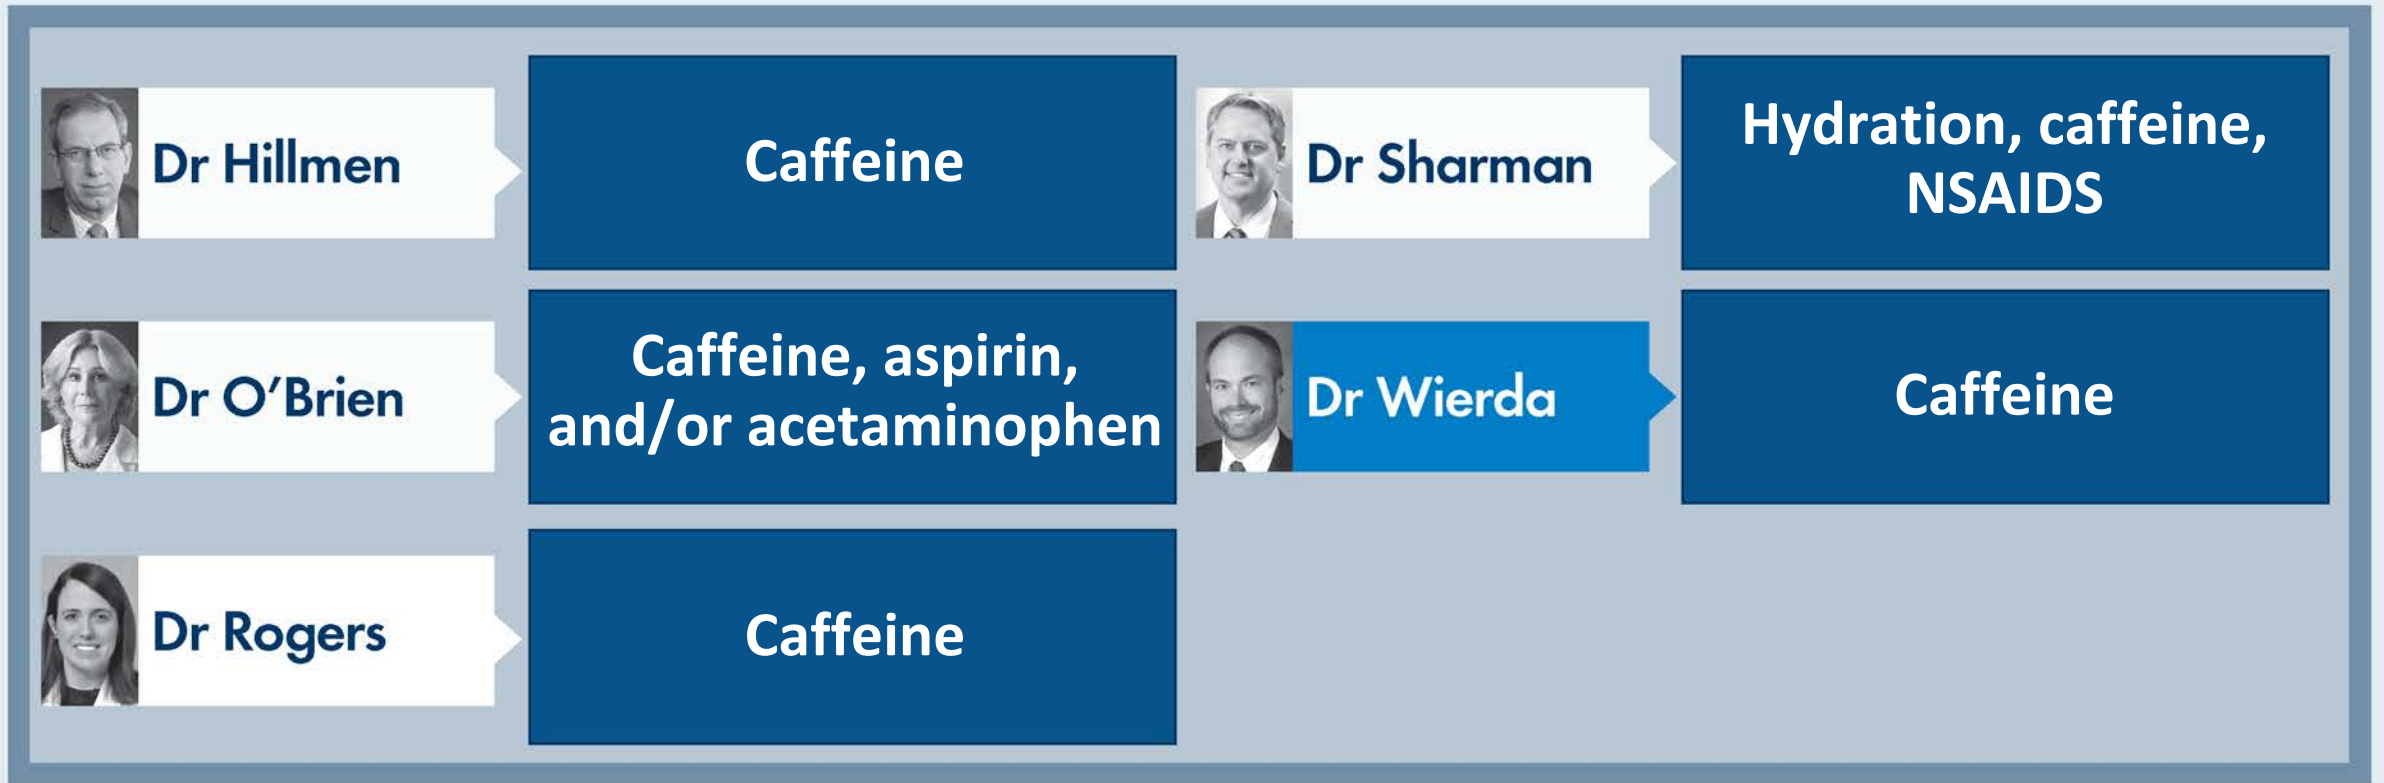 Dr Hillmen
Caffeine
Dr Sharman
Hydration, caffeine,
NSAIDS
Dr O’Brien
Caffeine, aspirin,
and/or acetaminophen
Dr Wierda
Caffeine
Dr Rogers
Caffeine